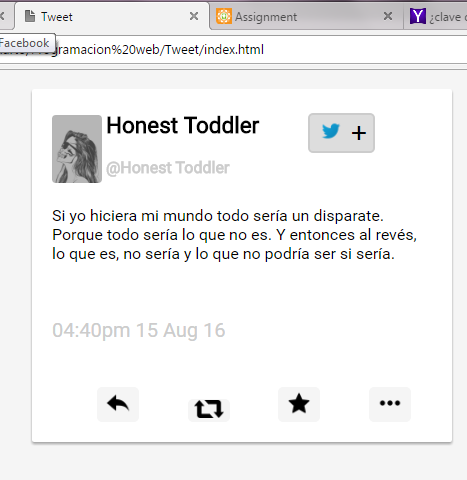 Tweet
Assignment
¿clave
Facebook
Programacion%20web/Tweet/index.html
Honest Toddler
+
@Honest Toddler
Si yo hiciera mi mundo todo sería un disparate.
Porque todo sería lo que no es. Y entonces al revés,
lo que es, no sería y lo que no podría ser si sería.
04:40pm 15 Aug 16